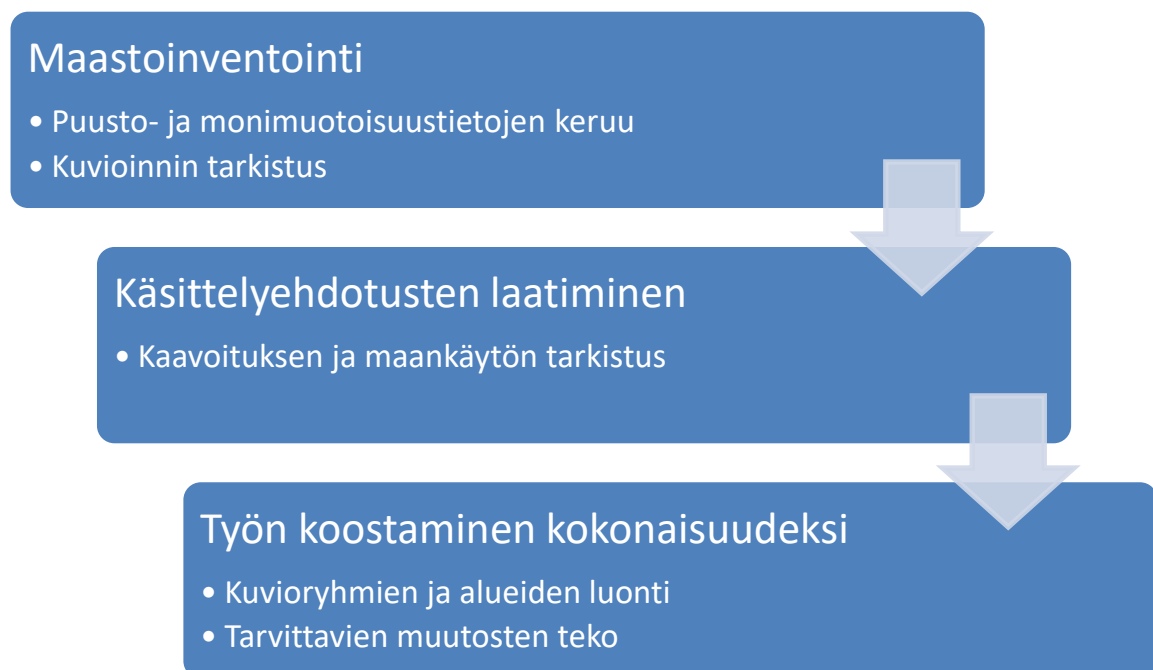 Maastoinventointi
• Puusto- ja monimuotoisuustietojen keruu
• Kuvioinnin tarkistus
Käsittelyehdotusten laatiminen
• Kaavoituksen ja maankäytön tarkistus
Työn koostaminen kokonaisuudeksi
• Kuvioryhmien ja alueiden luonti
• Tarvittavien muutosten teko